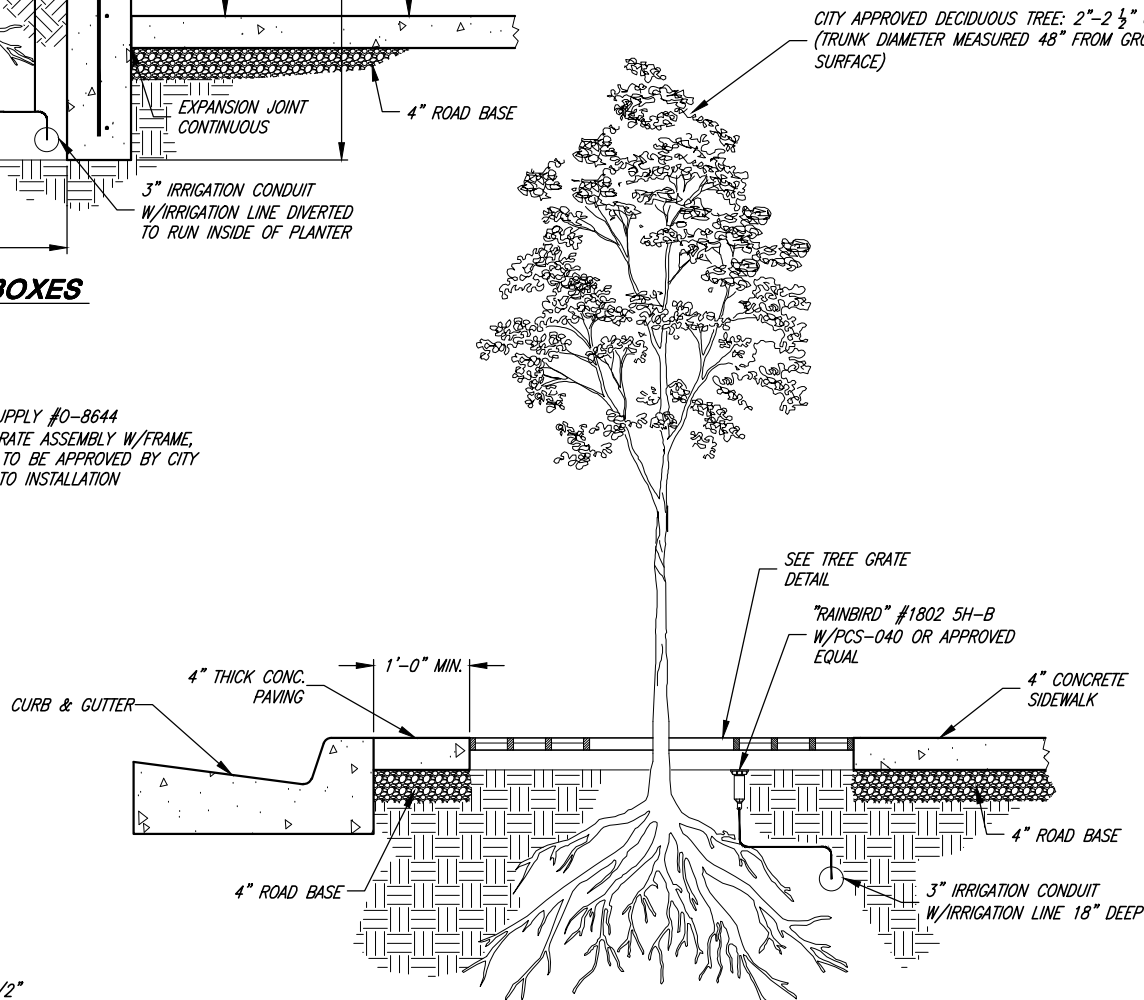 CITY APPROVED DECIDUOUS TREE: 2"-2 1/2"
(TRUNK DIAMETER MEASURED 48" FROM
SURFACE)
EXPANSION JOINT
CONTINUOUS
4" ROAD BASE
3" IRRIGATION CONDUIT
W/IRRIGATION LINE DIVERTED
TO RUN INSIDE OF PLANTER
BOXES
#O-8644
ASSEMBLY W/FRAME,
TO BE APPROVED BY CITY
TO INSTALLATION
SEE TREE GRATE
DETAIL
"RAINBIRD" #1802 5H-B
W/PCS-040 OR APPROVED
EQUAL
1'-0" MIN.
4" THICK CONC.
PAVING
4" CONCRETE
SIDEWALK
CURB & GUTTER
4" ROAD BASE
4" ROAD BASE
3" IRRIGATION CONDUIT
W/IRRIGATION LINE 18" DEEP
/2"